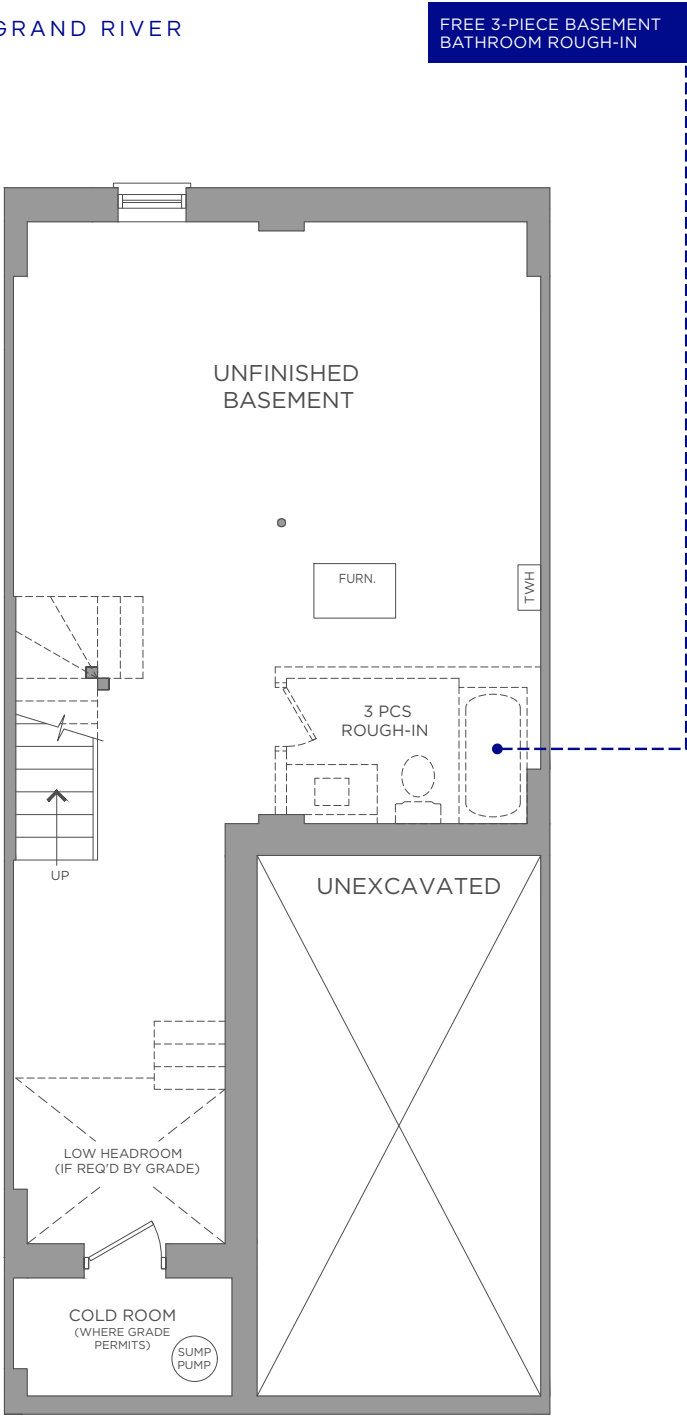 GRAND RIVER
FREE 3-PIECE BASEMENT
BATHROOM ROUGH-IN
UNFINISHED
BASEMENT
FURN.
TWH
3 PCS
ROUGH-IN
UP
UNEXCAVATED
LOW HEADROOM
(IF REQ'D BY GRADE)
COLD ROOM
(WHERE GRADE
PERMITS)
SUMP
PUMP